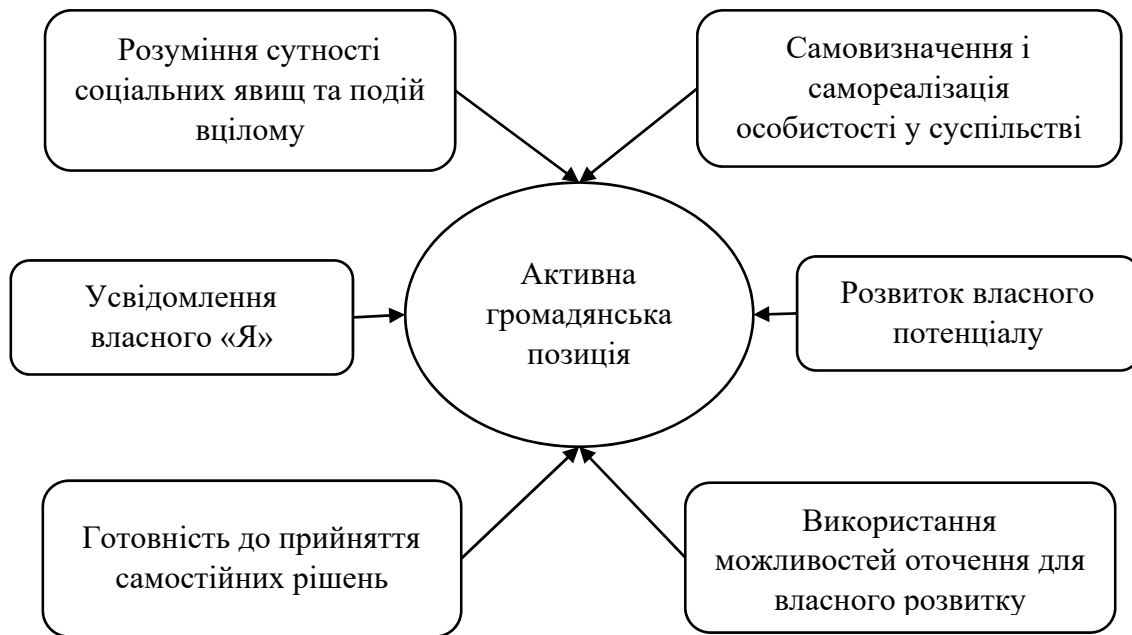 Розуміння сутності
соціальних явищ та подій
вцілому
Самовизначення і
самореалізація
особистості у суспільстві
Усвідомлення
власного «Я»
Активна
громадянська
позиція
Розвиток власного
потенціалу
Готовність до прийняття
самостійних рішень
Використання
можливостей оточення для
власного розвитку